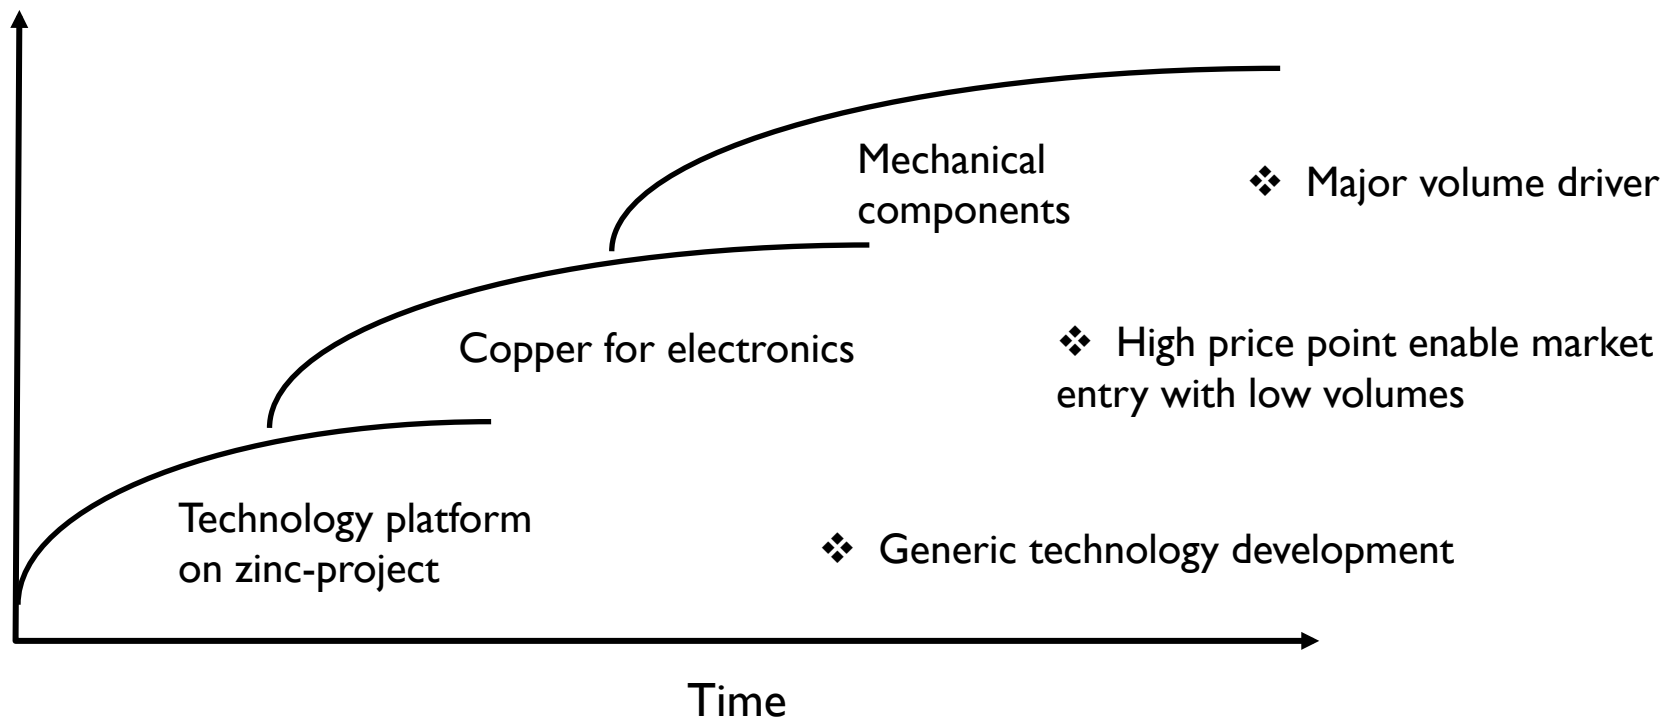 Mechanical
components
❖ Major volume driver
Copper for electronics
❖ High price point enable market
entry with low volumes
Technology platform
on zinc-project
❖ Generic technology development
Time